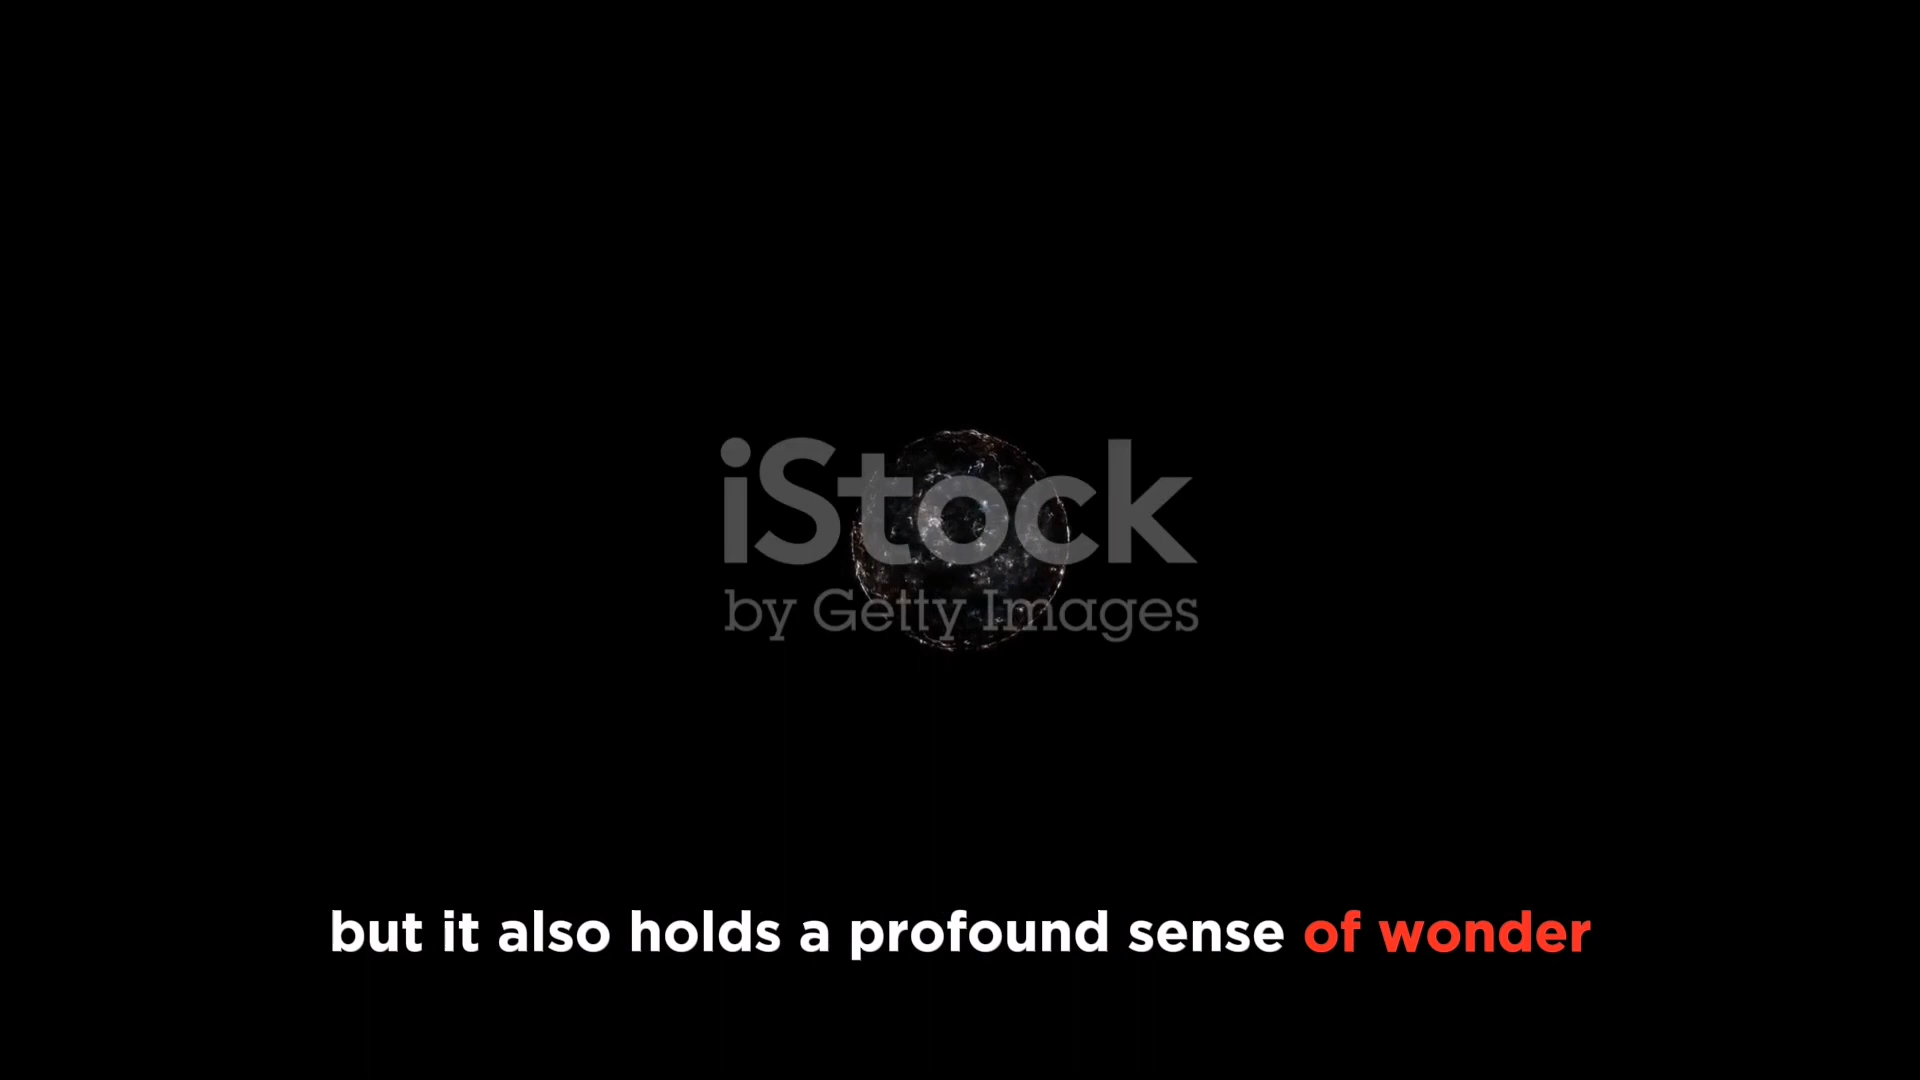 iStock
by Getty Images
but it also holds a profound sense of wonder